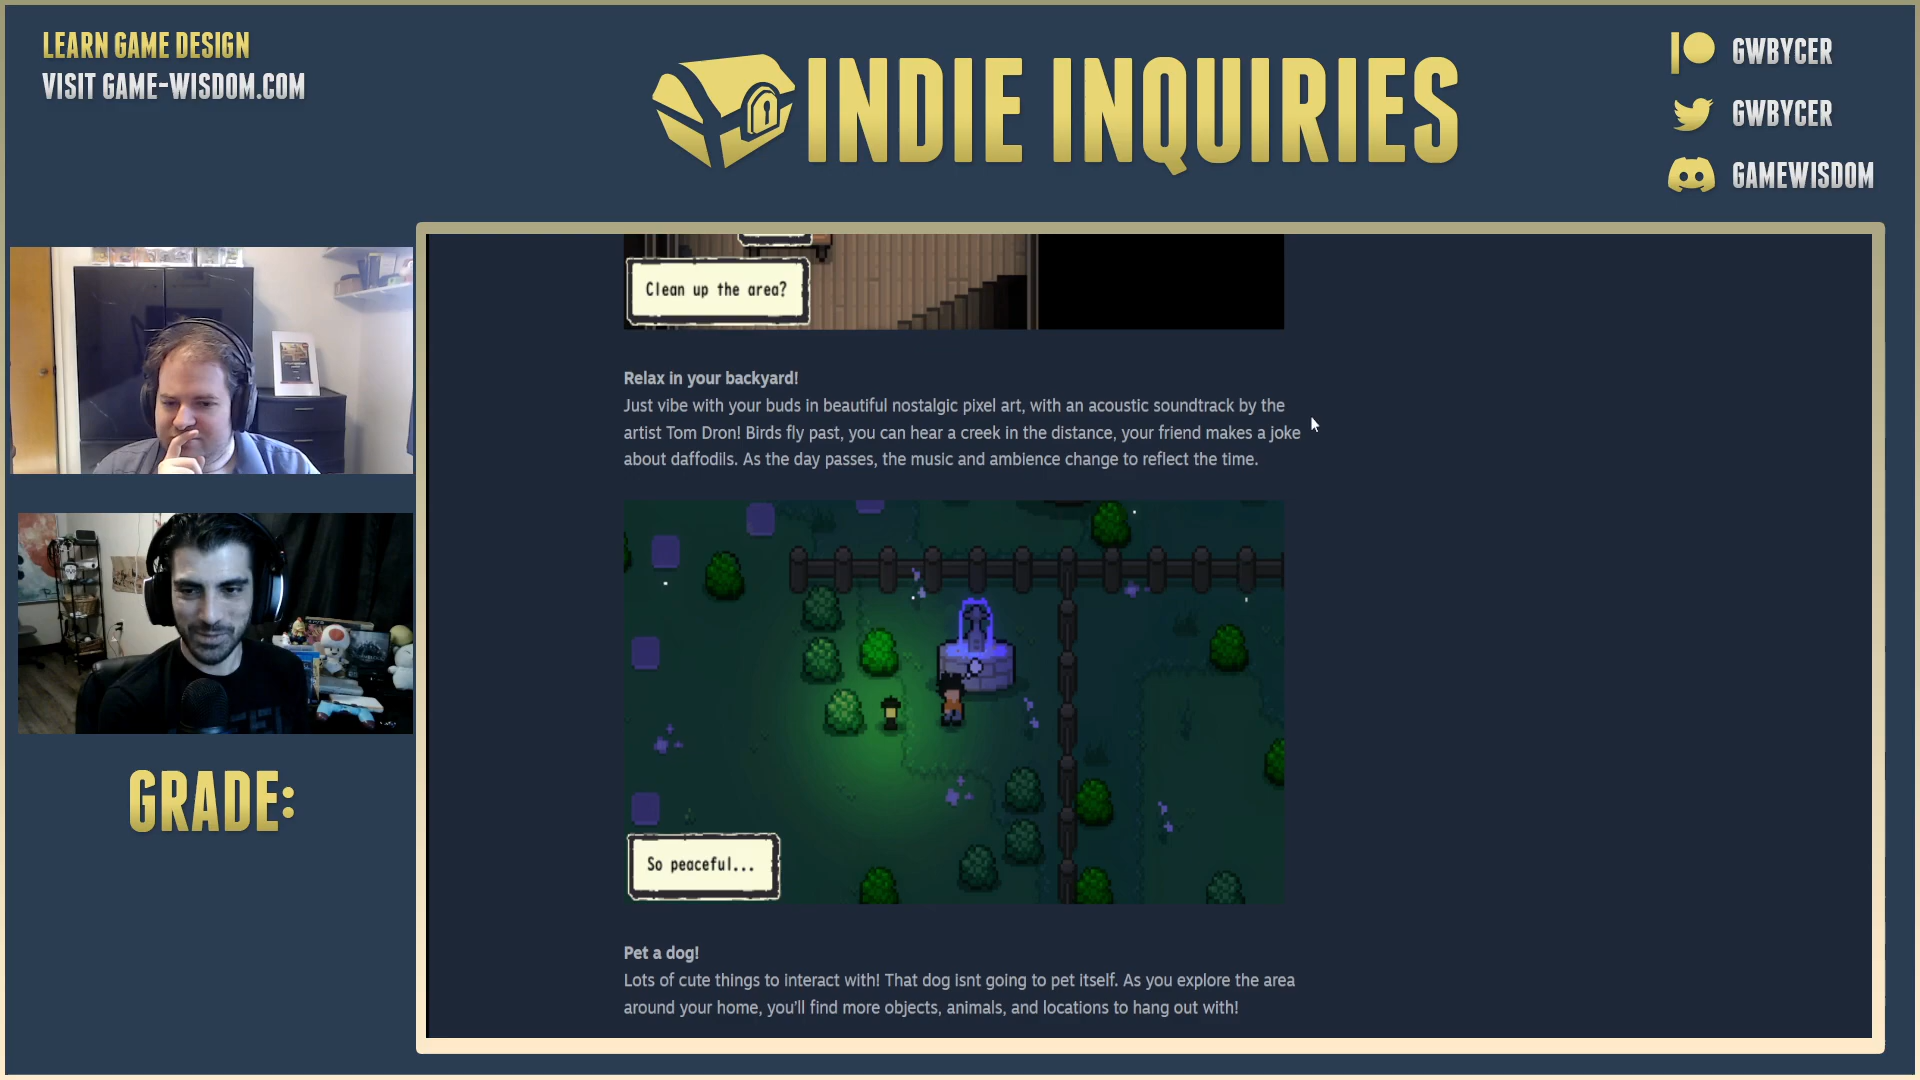 LEARN GAME DESIGN
VISIT GAME-WISDOM.COM
INDIE INQUIRIES
GWBYCER
GWBYCER
GAMEWISDOM
Clean up the area?
Relax in your backyard!
Just vibe with your buds in beautiful nostalgic pixel art, with an acoustic soundtrack by the
artist Tom Dron! Birds fly past, you can hear a creek in the distance, your friend makes a joke
about daffodils. As the day passes, the music and ambience change to reflect the time.
So peaceful...
Pet a dog!
Lots of cute things to interact with! That dog isnt going to pet itself. As you explore the area
around your home, you'll find more objects, animals, and locations to hang out with!
GRADE: